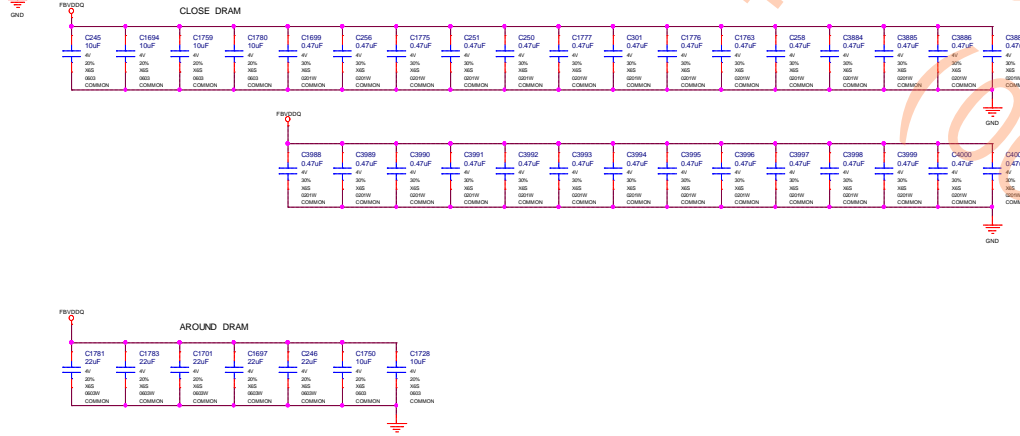 GND
FBVDDQ
CLOSE DRAM
C245 C1694 C1759 C1780 C1699 C256 C1775 C251 C250 C1777 C301 C1776 C1763 C258 C3884 C3885 C3886
10uF 10uF 10uF 10uF 0.47uF 0.47uF 0.47uF 0.47uF 0.47uF 0.47uF 0.47uF 0.47uF 0.47uF 0.47uF 0.47uF 0.47uF 0.47uF
4V 4V 4V 4V 4V 4V 4V 4V 4V 4V 4V 4V 4V 4V 4V 4V 4V 4V
20% 20% 20% 20% 30% 30% 30% 30% 30% 30% 30% 30% 30% 30% 30% 30% 30% 30%
X6S X6S X6S X6S X6S X6S X6S X6S X6S X6S X6S X6S X6S X6S X6S X6S X6S X6S
0603 0603 0603 0603 0201W 0201W 0201W 0201W 0201W 0201W 0201W 0201W 0201W 0201W 0201W 0201W 0201W
COMMON COMMON COMMON COMMON COMMON COMMON COMMON COMMON COMMON COMMON COMMON COMMON COMMON COMMON COMMON COMMON COMMON
GND
FBVDDQ
C3988 C3989 C3990 C3991 C3992 C3993 C3994 C3995 C3996 C3997 C3998 C3999 C4000
0.47uF 0.47uF 0.47uF 0.47uF 0.47uF 0.47uF 0.47uF 0.47uF 0.47uF 0.47uF 0.47uF 0.47uF 0.47uF
4V 4V 4V 4V 4V 4V 4V 4V 4V 4V 4V 4V 4V 4V
30% 30% 30% 30% 30% 30% 30% 30% 30% 30% 30% 30% 30% 30%
X6S X6S X6S X6S X6S X6S X6S X6S X6S X6S X6S X6S X6S X6S
0201W 0201W 0201W 0201W 0201W 0201W 0201W 0201W 0201W 0201W 0201W 0201W 0201W
COMMON COMMON COMMON COMMON COMMON COMMON COMMON COMMON COMMON COMMON COMMON COMMON COMMON
GND
FBVDDQ
AROUND DRAM
C1781 C1783 C1701 C1697 C246 C1750 C1728
22uF 22uF 22uF 22uF 22uF 10uF 10uF
4V 4V 4V 4V 4V 4V 4V
20% 20% 20% 20% 20% 20% 20%
X6S X6S X6S X6S X6S X6S X6S
0603W 0603W 0603W 0603W 0603W 0603 0603
COMMON COMMON COMMON COMMON COMMON COMMON COMMON